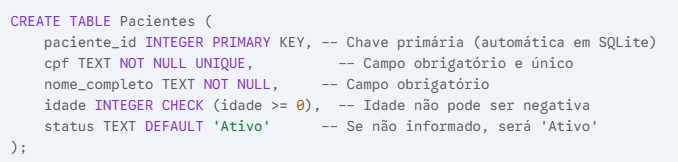 CREATE TABLE Pacientes (
    paciente_id INTEGER PRIMARY KEY, -- Chave primária (automática em SQLite)
    cpf TEXT NOT NULL UNIQUE,          -- Campo obrigatório e único
    nome_completo TEXT NOT NULL,     -- Campo obrigatório
    idade INTEGER CHECK (idade >= 0),  -- Idade não pode ser negativa
    status TEXT DEFAULT 'Ativo'      -- Se não informado, será 'Ativo'
);